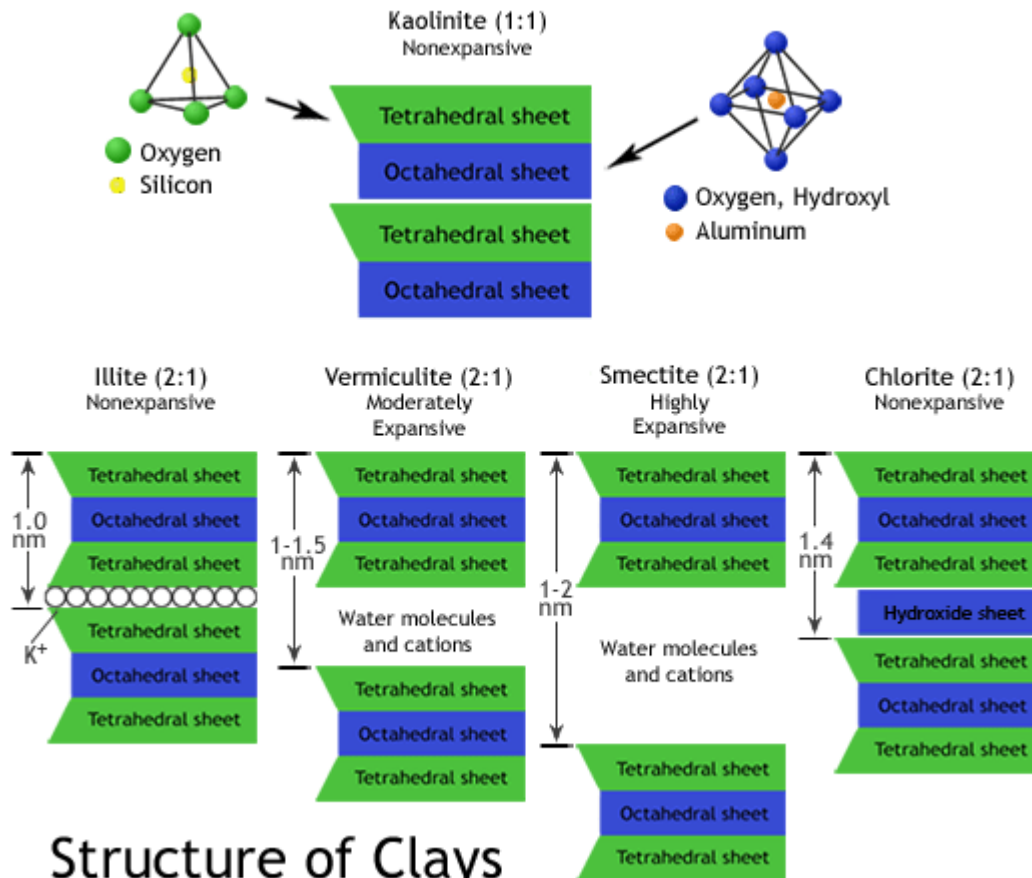 Kaolinite (1:1)
Nonexpansive
Oxygen
Silicon
Tetrahedral sheet
Octahedral sheet
Tetrahedral sheet
Octahedral sheet
Oxygen, Hydroxyl
Aluminum
Illite (2:1)
Nonexpansive
1.0
nm
Tetrahedral sheet
Octahedral sheet
Tetrahedral sheet
K+
Tetrahedral sheet
Octahedral sheet
Tetrahedral sheet
Vermiculite (2:1)
Moderately
Expansive
1-1.5
nm
Tetrahedral sheet
Octahedral sheet
Tetrahedral sheet
Water molecules
and cations
Tetrahedral sheet
Octahedral sheet
Tetrahedral sheet
Smectite (2:1)
Highly
Expansive
1-2
nm
Tetrahedral sheet
Octahedral sheet
Tetrahedral sheet
Water molecules
and cations
Tetrahedral sheet
Octahedral sheet
Tetrahedral sheet
Chlorite (2:1)
Nonexpansive
1.4
nm
Tetrahedral sheet
Octahedral sheet
Tetrahedral sheet
Hydroxide sheet
Tetrahedral sheet
Octahedral sheet
Tetrahedral sheet
Structure of Clays